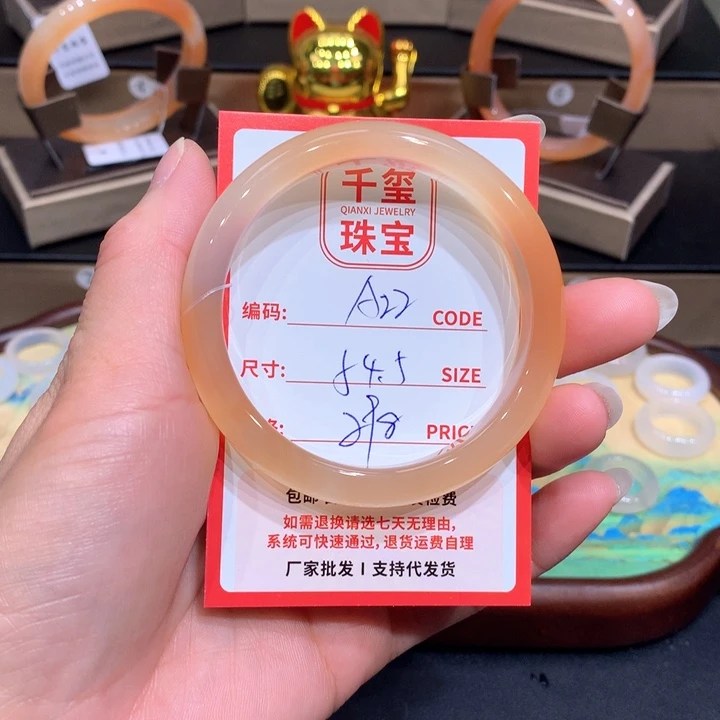 千玺
QIANXI JEWELRY
珠宝
编码: A22 CODE
尺寸: 54.5 SIZE
298 PRICE
包邮 检费
如需退换请选七天无理由,
系统可快速通过, 退货运费自理
厂家批发 I 支持代发货